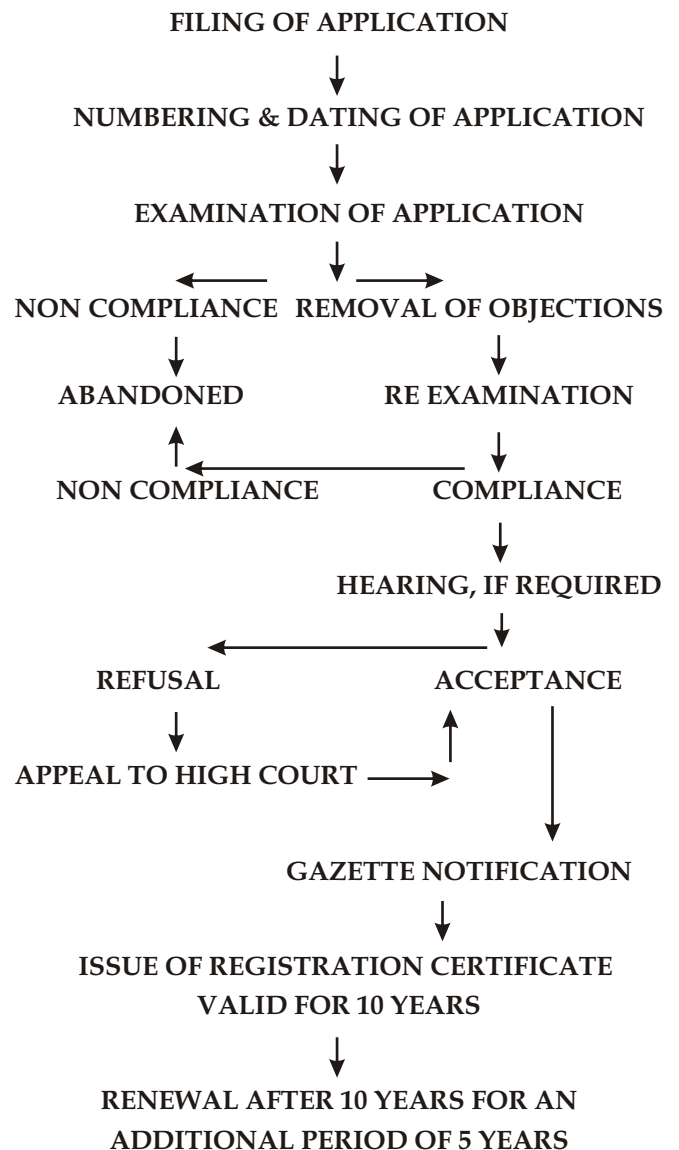 FILING OF APPLICATION
NUMBERING & DATING OF APPLICATION
EXAMINATION OF APPLICATION
NON COMPLIANCE REMOVAL OF OBJECTIONS
ABANDONED RE EXAMINATION
NON COMPLIANCE COMPLIANCE
HEARING, IF REQUIRED
REFUSAL ACCEPTANCE
APPEAL TO HIGH COURT
GAZETTE NOTIFICATION
ISSUE OF REGISTRATION CERTIFICATE
VALID FOR 10 YEARS
RENEWAL AFTER 10 YEARS FOR AN
ADDITIONAL PERIOD OF 5 YEARS